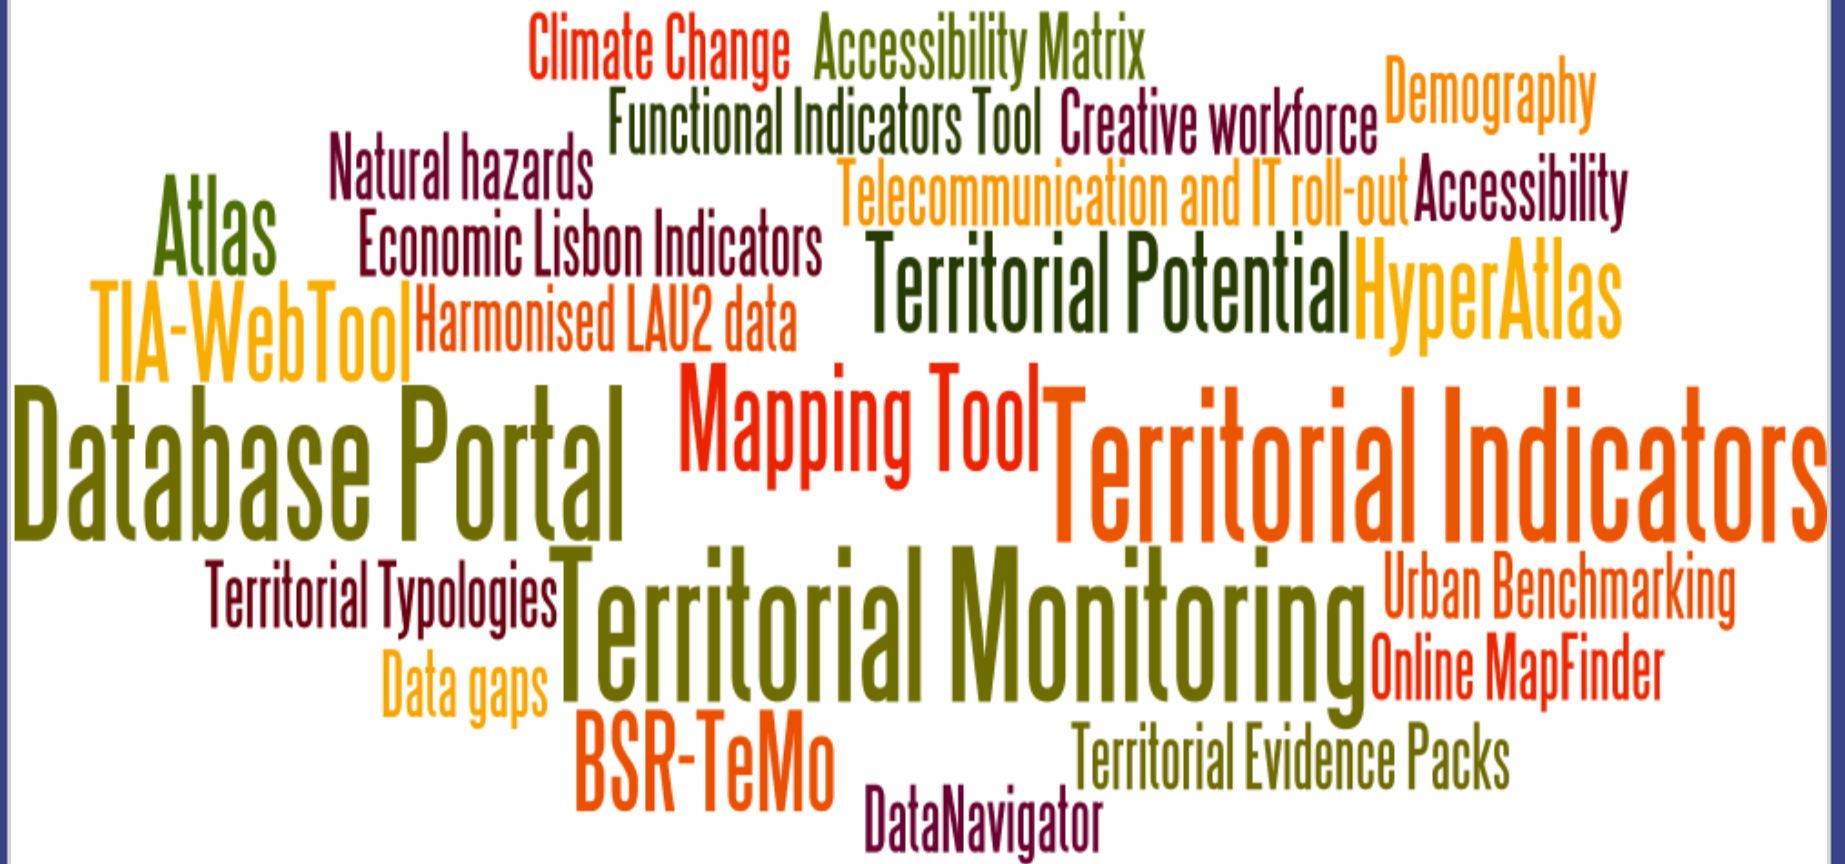 Climate Change
Accessibility Matrix
Demography
Functional Indicators Tool
Creative workforce
Natural hazards
Telecommunication and IT roll-out
Accessibility
Atlas
Economic Lisbon Indicators
Territorial Potential
HyperAtlas
TIA-WebTool
Harmonised LAU2 data
Database Portal
Mapping Tool
Territorial Indicators
Territorial Typologies
Territorial Monitoring
Urban Benchmarking
Data gaps
Online MapFinder
BSR-TeMo
Territorial Evidence Packs
DataNavigator